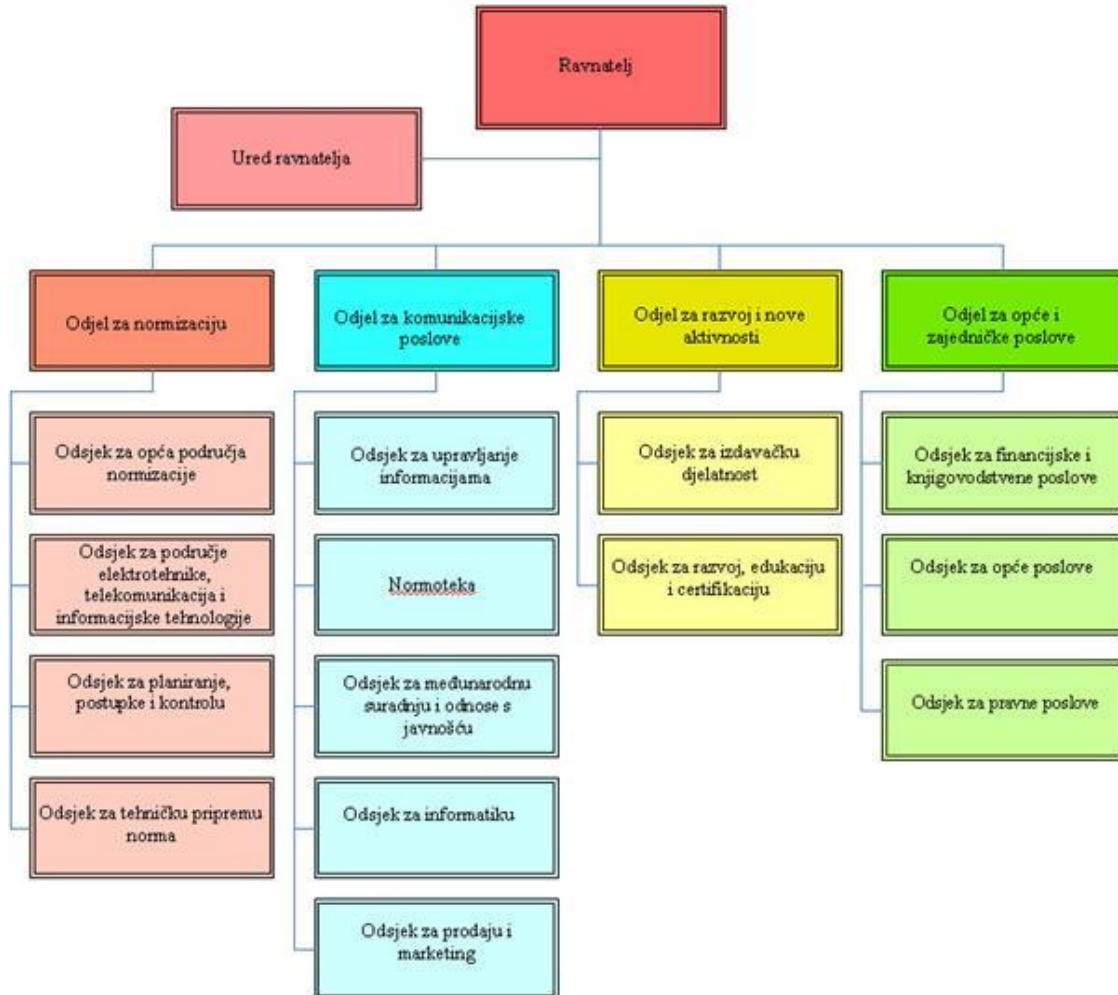 Ravnatelj
Ured ravnatelja
Odjel za normizaciju
Odjel za komunikacijske
poslove
Odjel za razvoj i nove
aktivnosti
Odjel za opće i
zajedničke poslove
Odsjek za opća područja
normizacije
Odsjek za područje
elektrotehnike,
telekomunikacija i
informacijske tehnologije
Odsjek za planiranje,
postupke i kontrolu
Odsjek za tehničku pripremu
norma
Odsjek za upravljanje
informacijama
Normoteka
Odsjek za međunarodnu
suradnju i odnose s
javnošću
Odsjek za informatiku
Odsjek za prodaju i
marketing
Odsjek za izdavačku
djelatnost
Odsjek za razvoj, edukaciju
i certifikaciju
Odsjek za financijske i
knjigovodstvene poslove
Odsjek za opće poslove
Odsjek za pravne poslove